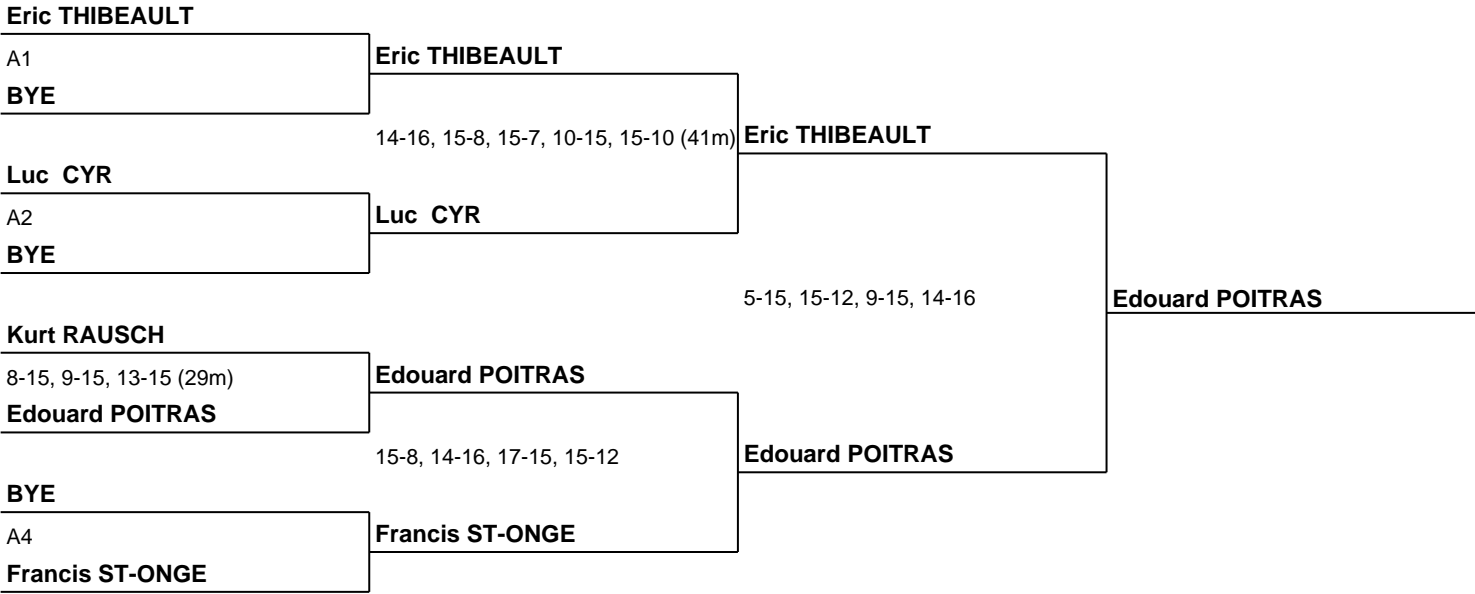 Eric THIBEAULT
A1
BYE
Luc  CYR
A2
BYE
Kurt RAUSCH
8-15, 9-15, 13-15 (29m)
Edouard POITRAS
BYE
A4
Francis ST-ONGE
Eric THIBEAULT
14-16, 15-8, 15-7, 10-15, 15-10 (41m)
Luc  CYR
Edouard POITRAS
15-8, 14-16, 17-15, 15-12
Francis ST-ONGE
Eric THIBEAULT
5-15, 15-12, 9-15, 14-16
Edouard POITRAS
Edouard POITRAS